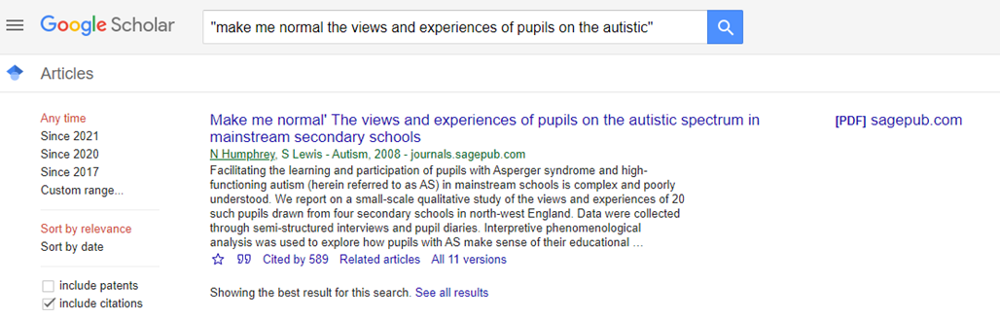 Google Scholar
"make me normal the views and experiences of pupils on the autistic"
Articles
Any time
Since 2021
Since 2020
Since 2017
Custom range...
Sort by relevance
Sort by date
include patents
include citations
Make me normal' The views and experiences of pupils on the autistic spectrum in
mainstream secondary schools
N Humphrey, S Lewis - Autism, 2008 - journals.sagepub.com
Facilitating the learning and participation of pupils with Asperger syndrome and high-
functioning autism (herein referred to as AS) in mainstream schools is complex and poorly
understood. We report on a small-scale qualitative study of the views and experiences of 20
such pupils drawn from four secondary schools in north-west England. Data were collected
through semi-structured interviews and pupil diaries. Interpretive phenomenological
analysis was used to explore how pupils with AS make sense of their educational ...
Cited by 589 Related articles All 11 versions
Showing the best result for this search. See all results
[PDF] sagepub.com